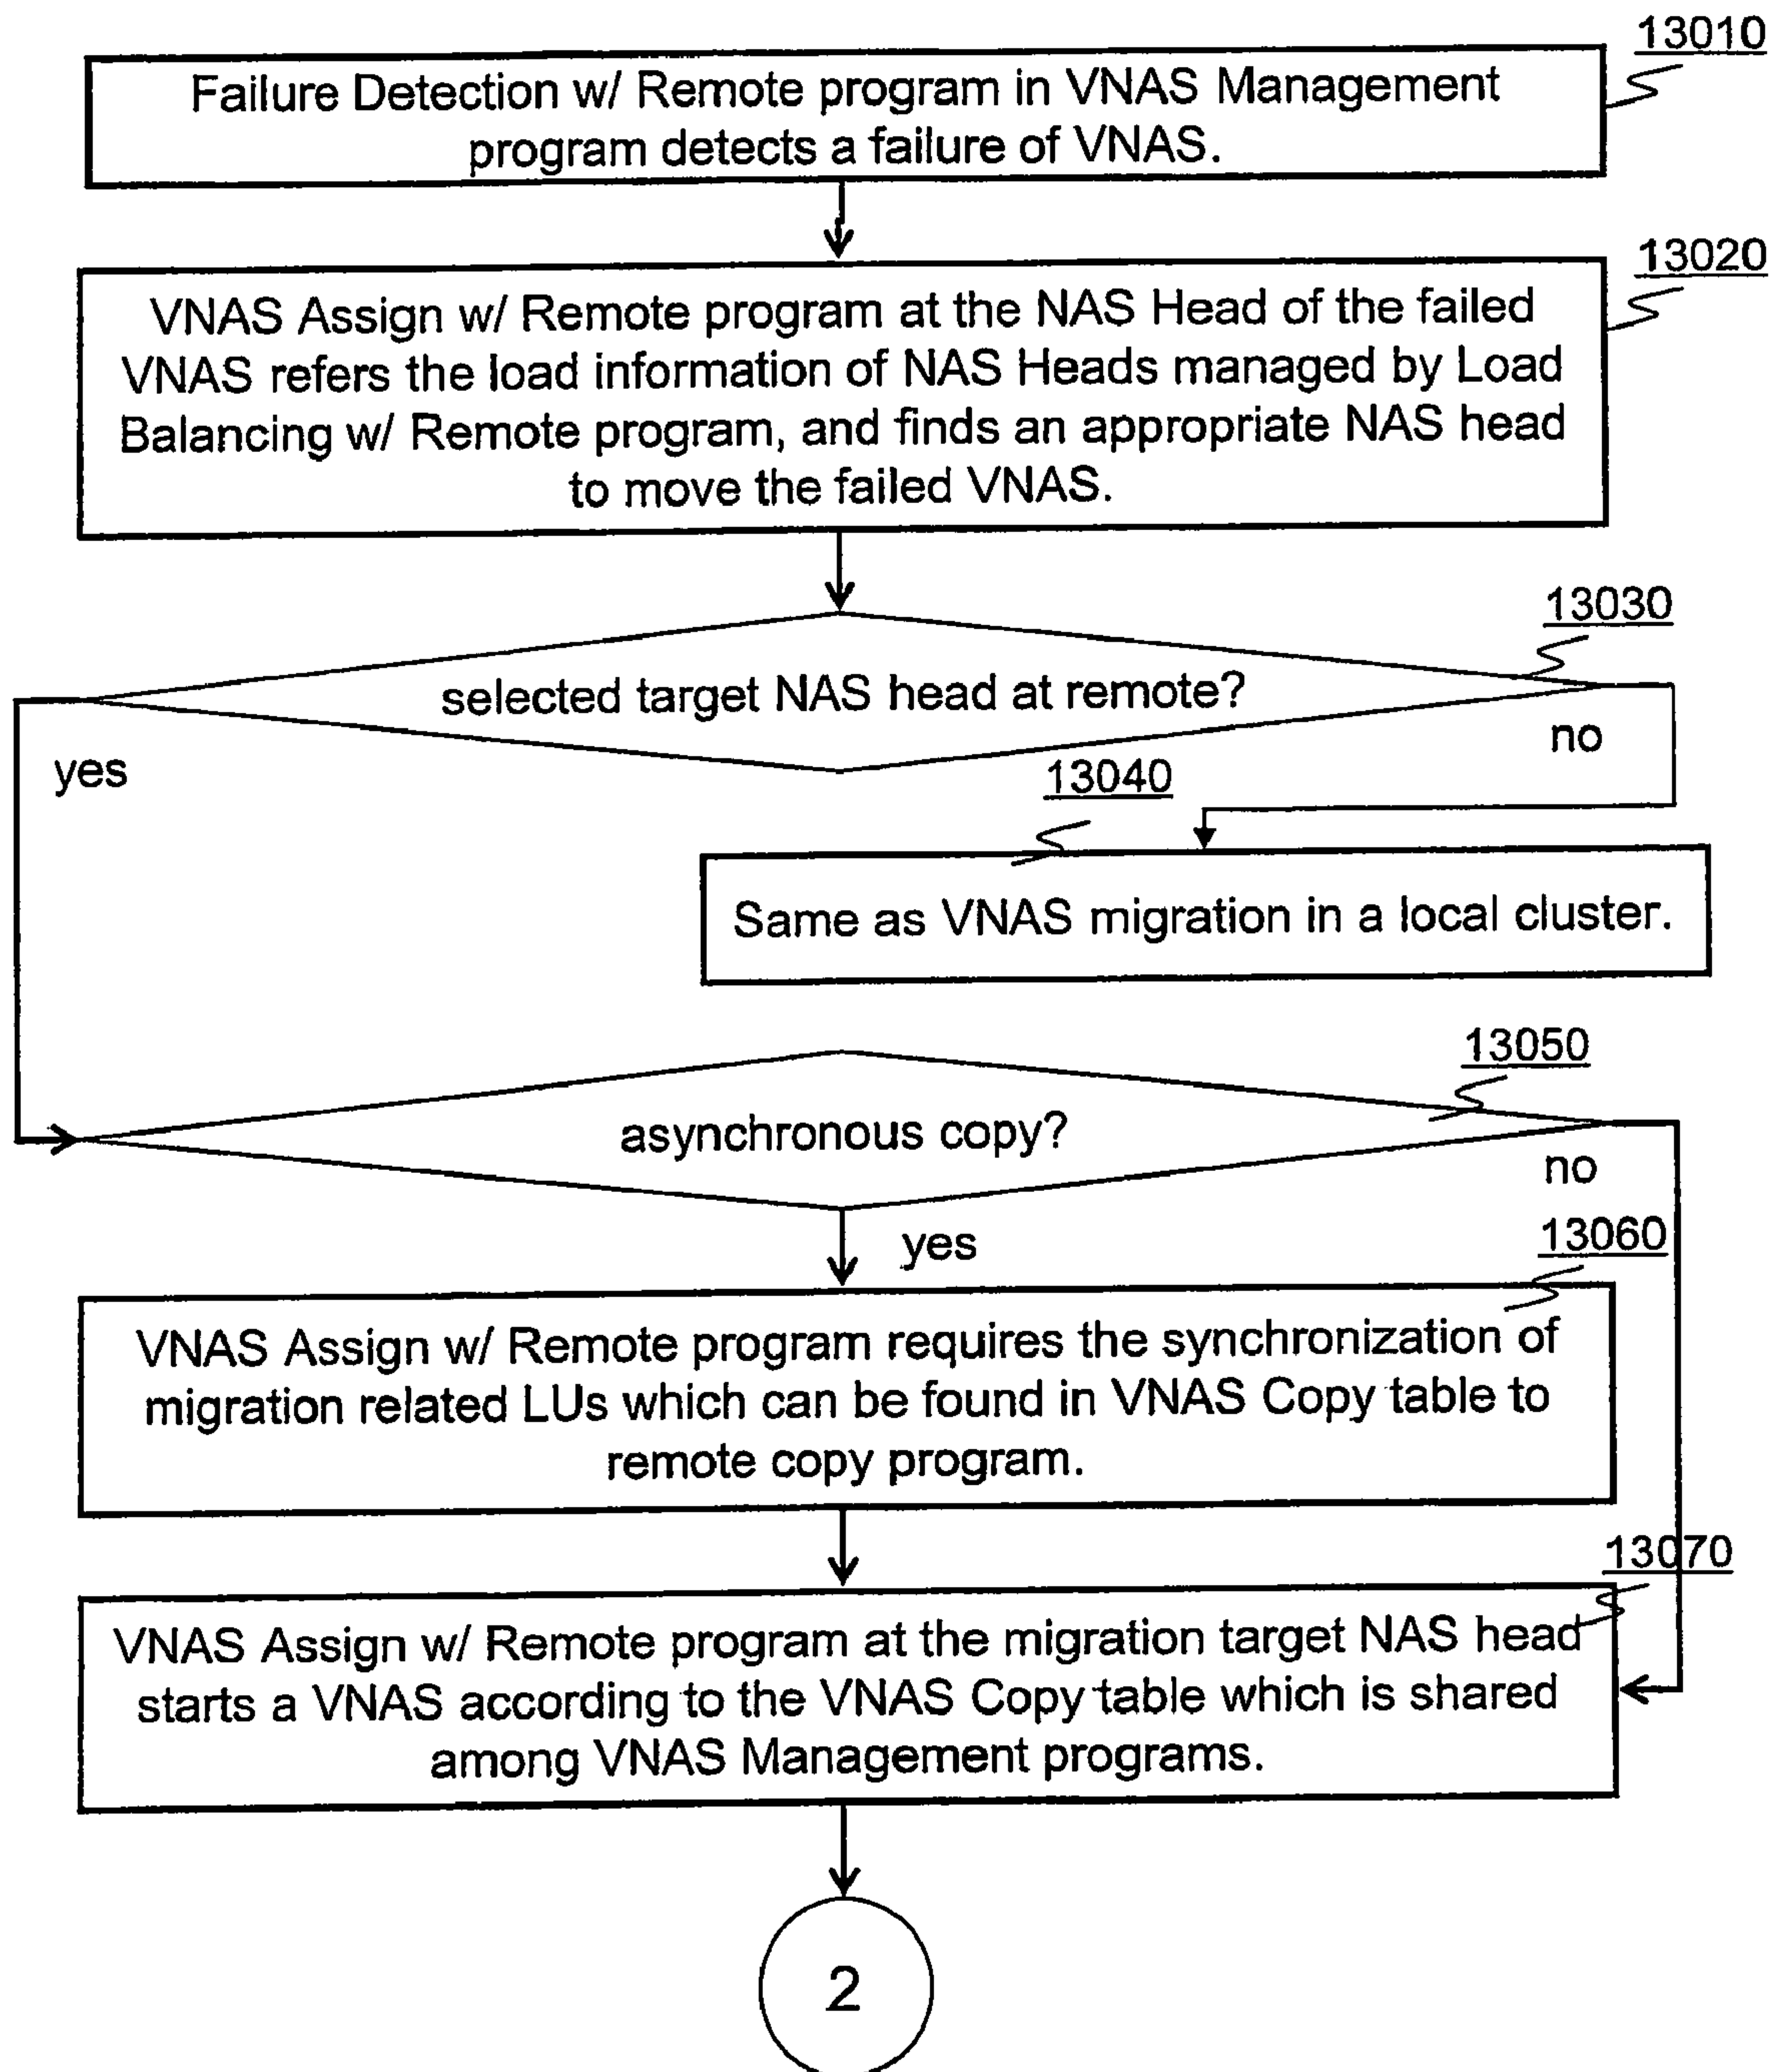 13010
Failure Detection w/ Remote program in VNAS Management
program detects a failure of VNAS.
13020
VNAS Assign w/ Remote program at the NAS Head of the failed
VNAS refers the load information of NAS Heads managed by Load
Balancing w/ Remote program, and finds an appropriate NAS head
to move the failed VNAS.
13030
selected target NAS head at remote?
yes
no
13040
Same as VNAS migration in a local cluster.
13050
asynchronous copy?
no
yes
13060
VNAS Assign w/ Remote program requires the synchronization of
migration related LUs which can be found in VNAS Copy table to
remote copy program.
13070
VNAS Assign w/ Remote program at the migration target NAS head
starts a VNAS according to the VNAS Copy table which is shared
among VNAS Management programs.
2